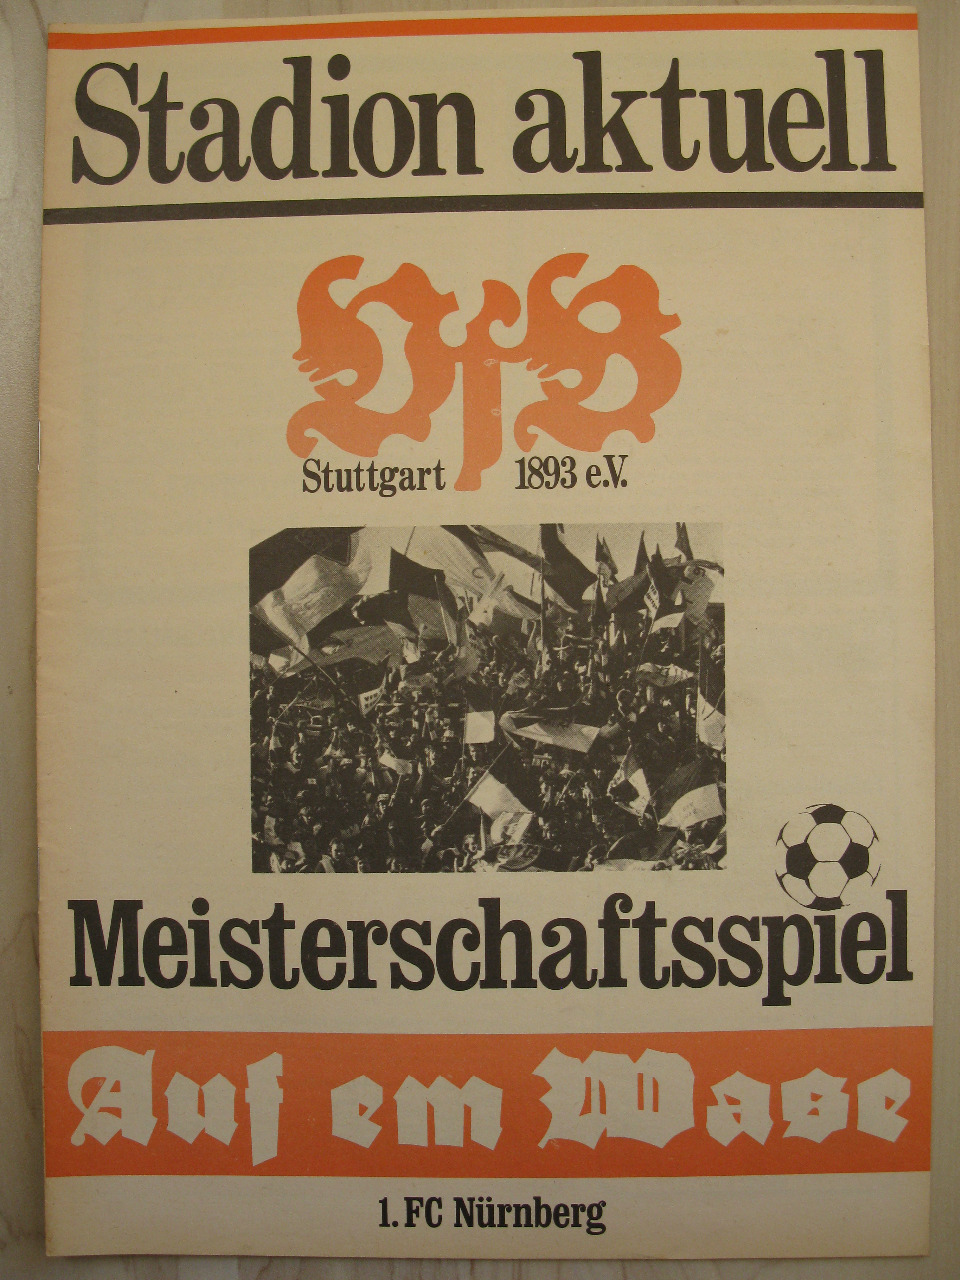 Stadion aktuell
VfB
Stuttgart 1893 e.V.
Meisterschaftsspiel
Auf em Wase
1. FC Nürnberg